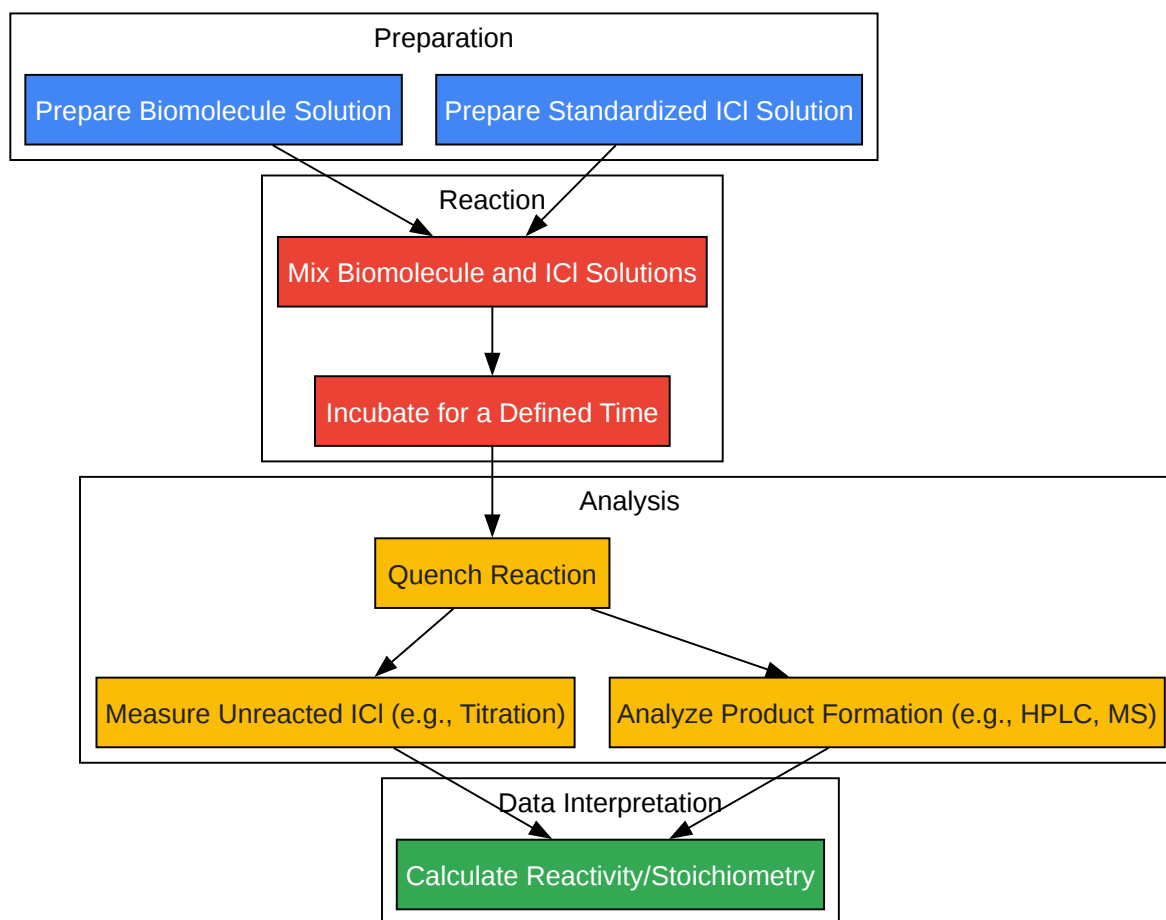 Preparation
Prepare Biomolecule Solution
Prepare Standardized ICl Solution
Reaction
Mix Biomolecule and ICl Solutions
Incubate for a Defined Time
Analysis
Quench Reaction
Measure Unreacted ICl (e.g., Titration)
Analyze Product Formation (e.g., HPLC, MS)
Data Interpretation
Calculate Reactivity/Stoichiometry